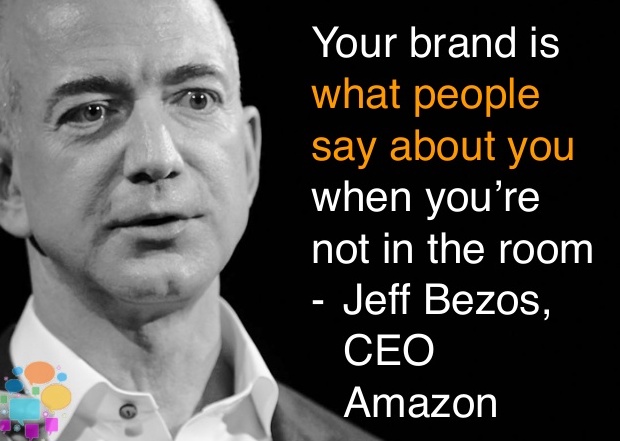 Your brand is
what people
say about you
when you’re
not in the room
- Jeff Bezos,
CEO
Amazon